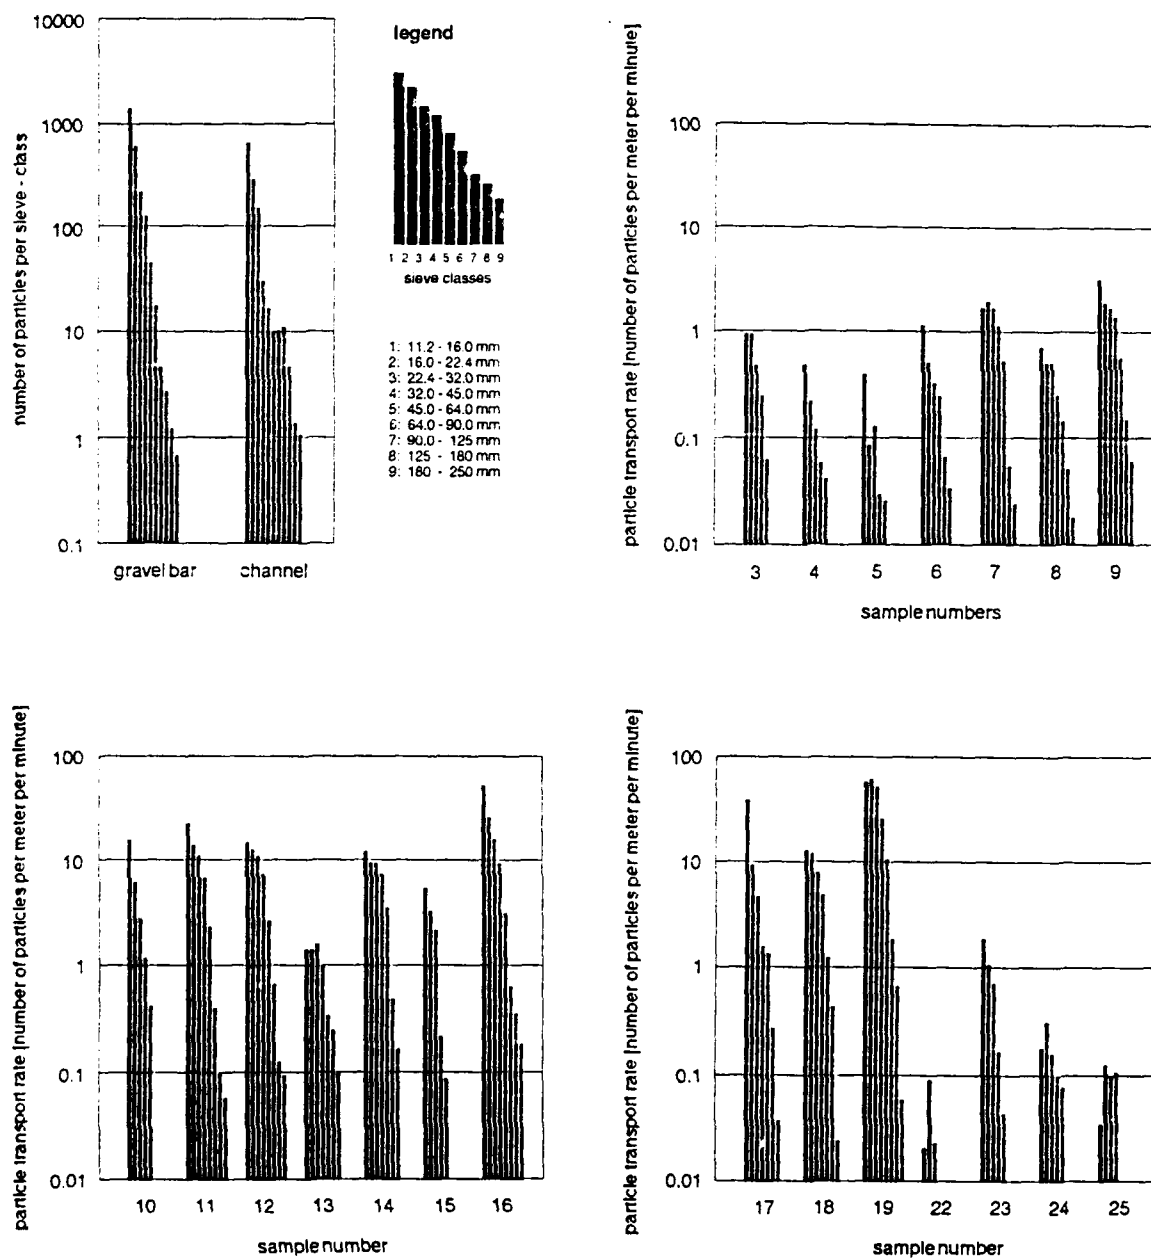 10000
1000
100
10
1
0.1
number of particles per sieve - class
gravel bar channel
legend
1 2 3 4 5 6 7 8 9
sieve classes
1: 11.2 - 16.0 mm
2: 16.0 - 22.4 mm
3: 22.4 - 32.0 mm
4: 32.0 - 45.0 mm
5: 45.0 - 64.0 mm
6: 64.0 - 90.0 mm
7: 90.0 - 125 mm
8: 125 - 180 mm
9: 180 - 250 mm
particle transport rate [number of particles per meter per minute]
100
10
1
0.1
0.01
3 4 5 6 7 8 9
sample numbers
particle transport rate [number of particles per meter per minute]
100
10
1
0.1
0.01
10 11 12 13 14 15 16
sample number
particle transport rate [number of particles per meter per minute]
100
10
1
0.1
0.01
17 18 19 22 23 24 25
sample number